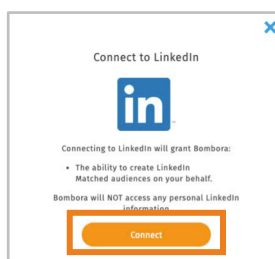 Connect to LinkedIn
in
Connecting to LinkedIn will grant Bombora:
• The ability to create LinkedIn
Matched audiences on your behalf.
Bombora will NOT access any personal LinkedIn
information
Connect